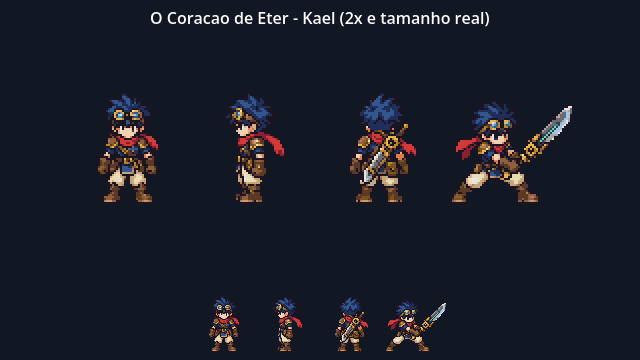 O Coracao de Eter - Kael (2x e tamanho real)